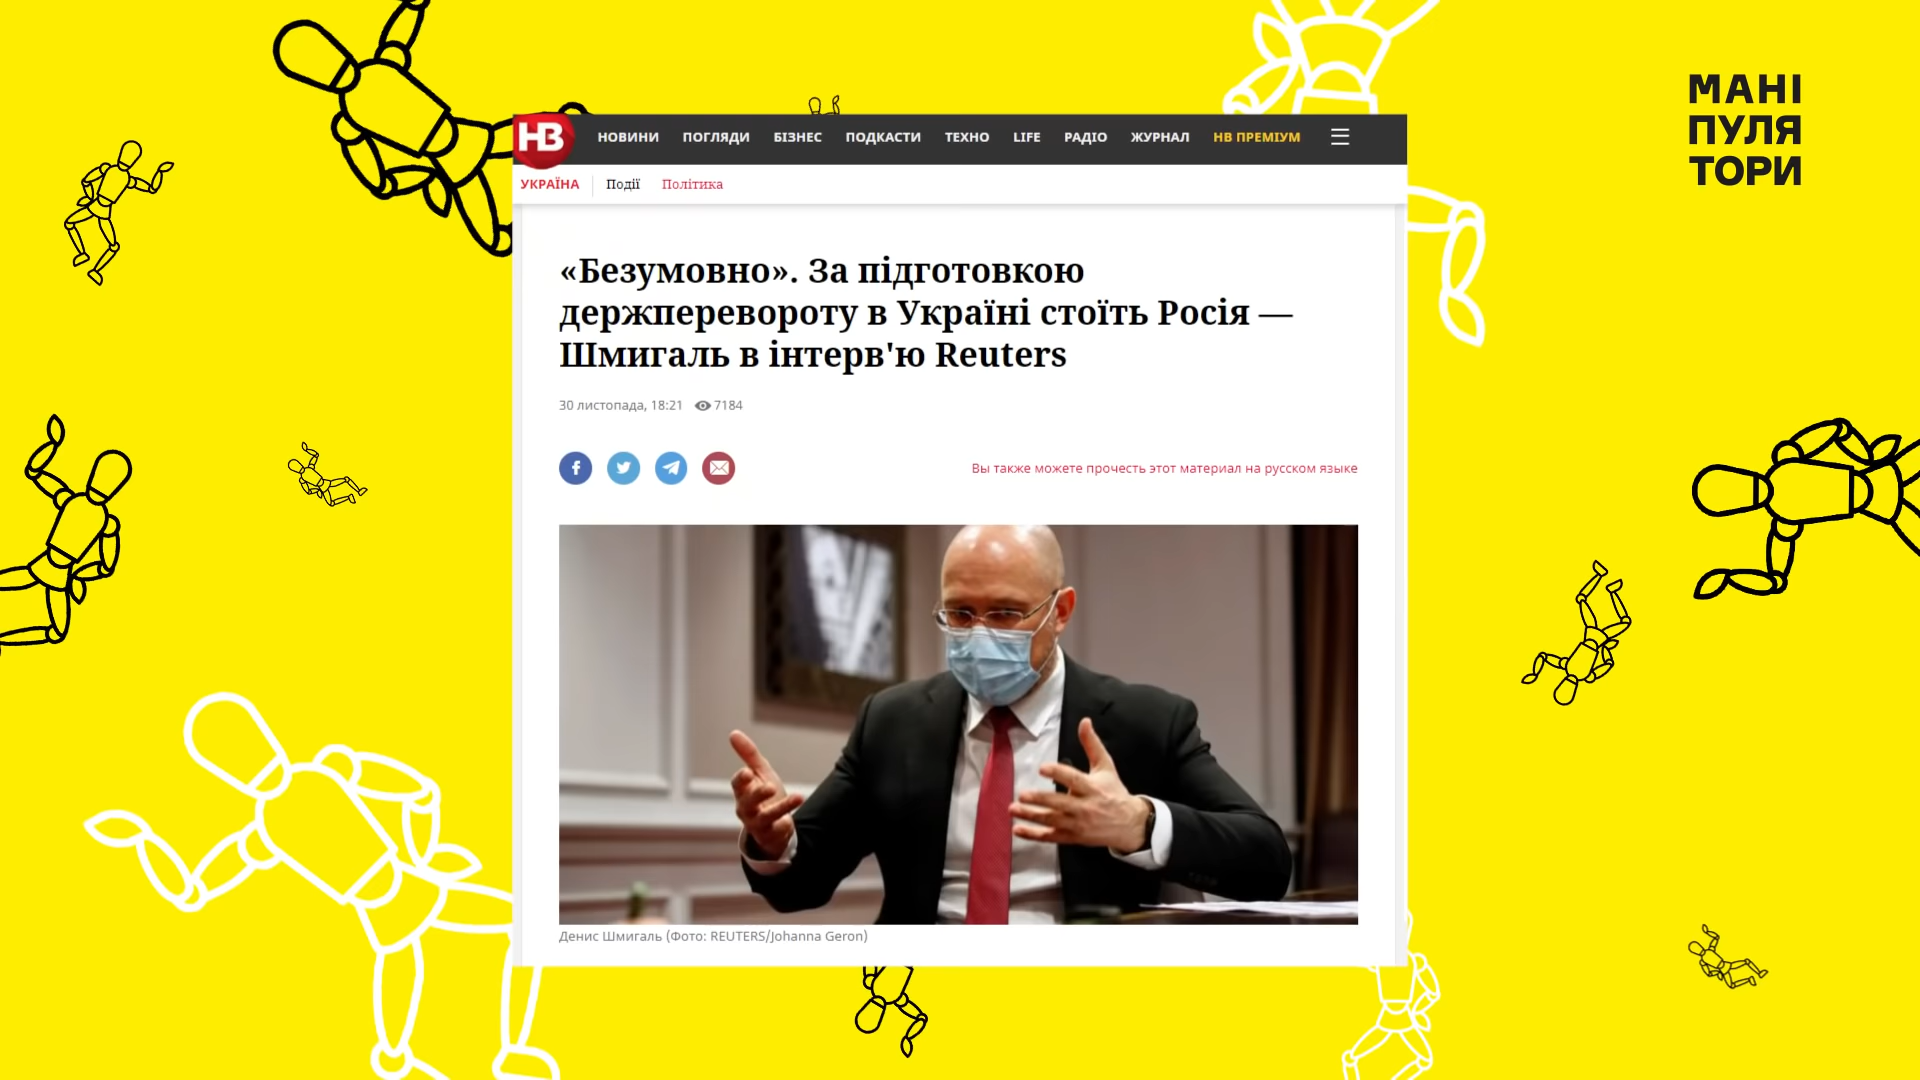 МАНІ
ПУЛЯ
ТОРИ
НВ
НОВИНИ ПОГЛЯДИ БІЗНЕС ПОДКАСТИ ТЕХНО LIFE РАДІО ЖУРНАЛ НВ ПРЕМІУМ
УКРАЇНА Події Політика
«Безумовно». За підготовкою
держперевороту в Україні стоїть Росія —
Шмигаль в інтерв'ю Reuters
30 листопада, 18:21 7184
Вы также можете прочесть этот материал на русском языке
Денис Шмигаль (Фото: REUTERS/Johanna Geron)